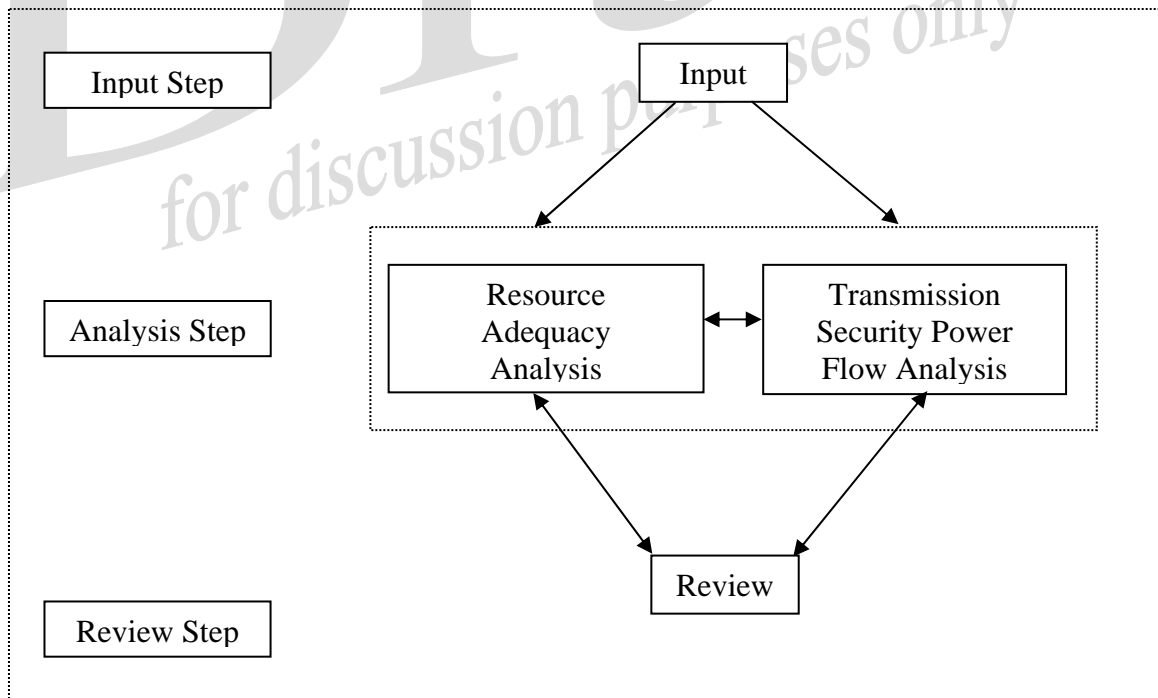 Input Step
Input
for discussion purposes only
Analysis Step
Resource
Adequacy
Analysis
Transmission
Security Power
Flow Analysis
Review
Review Step